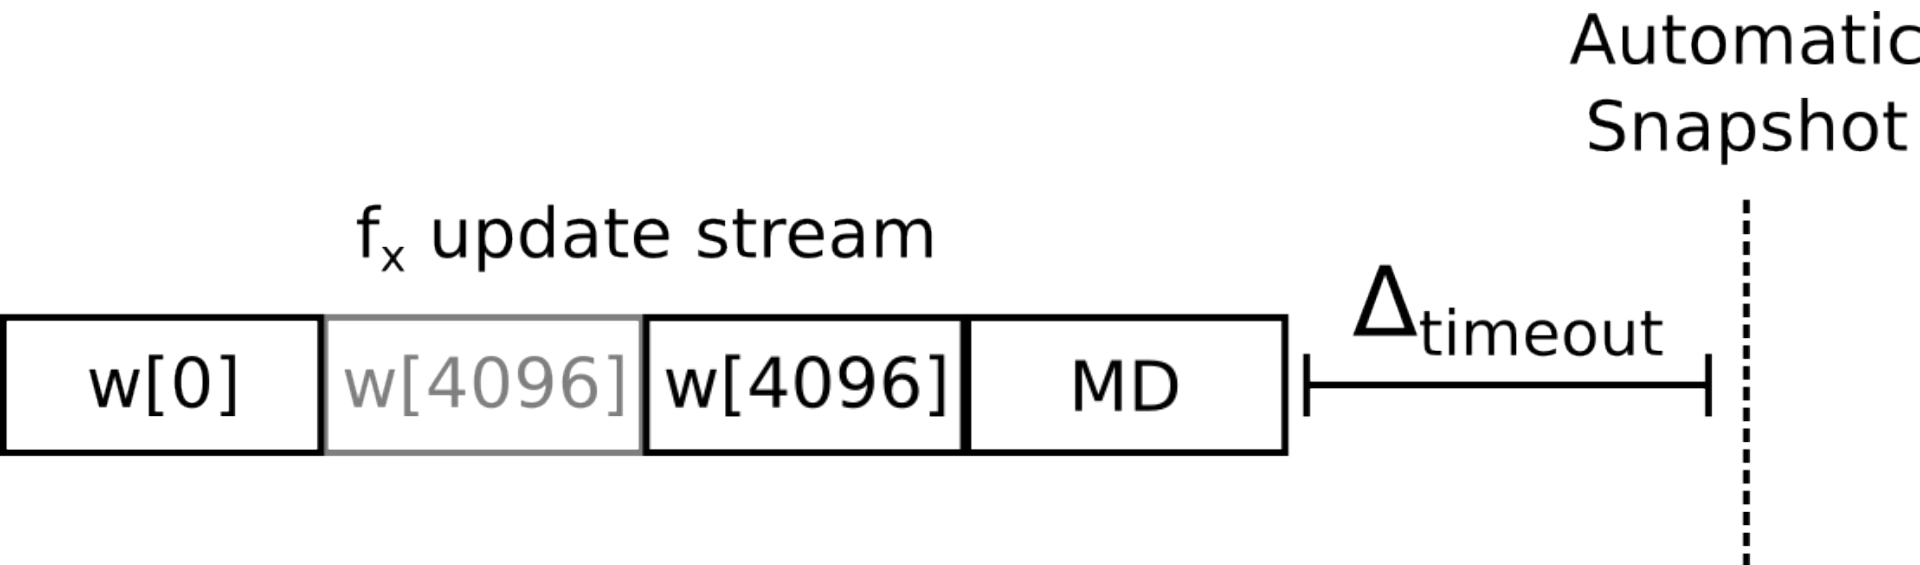 Automatic
Snapshot
fx update stream
Δtimeout
w[0] w[4096] w[4096] MD